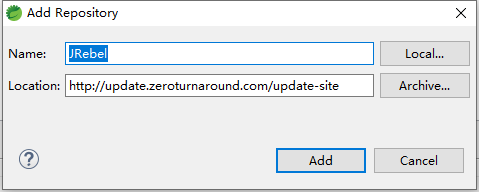 Add Repository
Name: JRebel Local...
Location: http://update.zeroturnaround.com/update-site Archive...
? Add Cancel